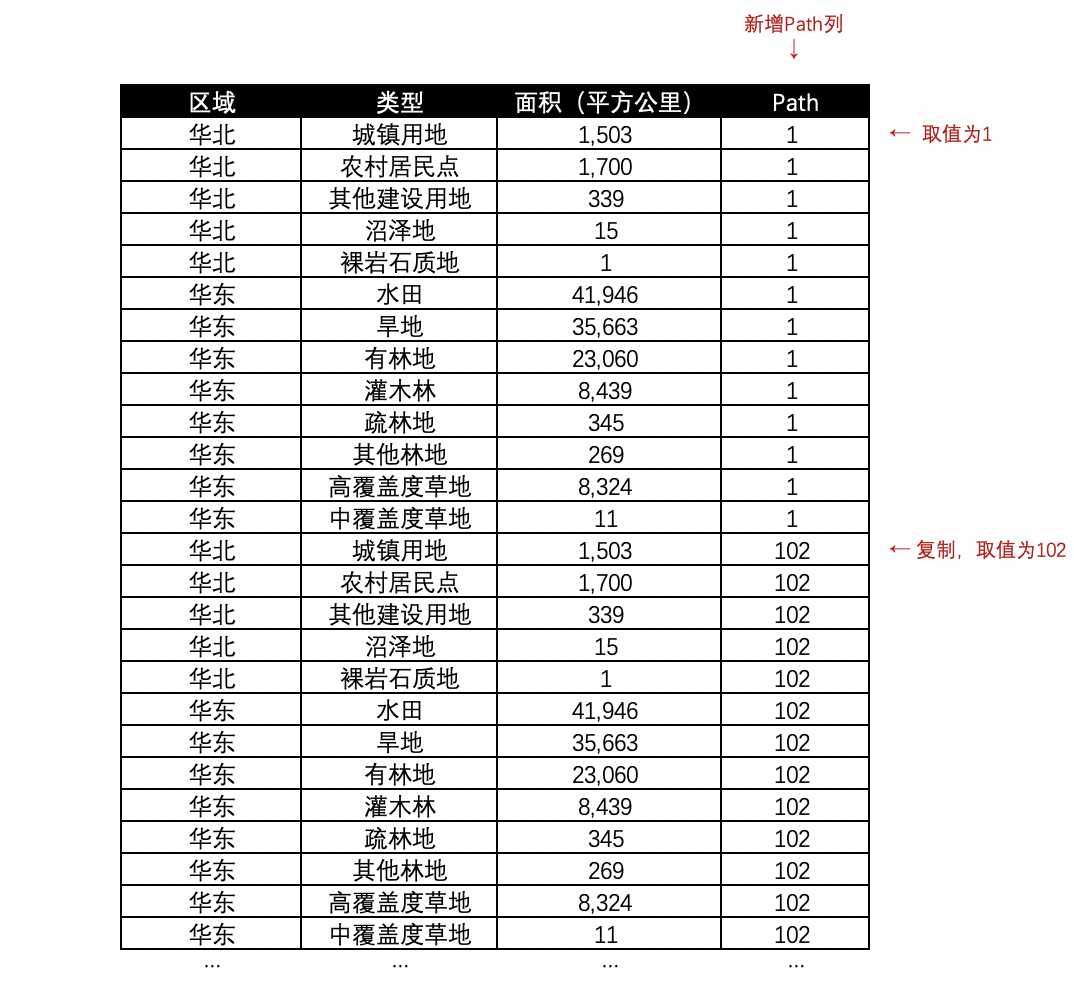 新增Path列
↓
区域 类型 面积（平方公里） Path
华北 城镇用地 1,503 1 ← 取值为1
华北 农村居民点 1,700 1
华北 其他建设用地 339 1
华北 沼泽地 15 1
华北 裸岩石质地 1 1
华东 水田 41,946 1
华东 旱地 35,663 1
华东 有林地 23,060 1
华东 灌木林 8,439 1
华东 疏林地 345 1
华东 其他林地 269 1
华东 高覆盖度草地 8,324 1
华东 中覆盖度草地 11 1
华北 城镇用地 1,503 102 ← 复制，取值为102
华北 农村居民点 1,700 102
华北 其他建设用地 339 102
华北 沼泽地 15 102
华北 裸岩石质地 1 102
华东 水田 41,946 102
华东 旱地 35,663 102
华东 有林地 23,060 102
华东 灌木林 8,439 102
华东 疏林地 345 102
华东 其他林地 269 102
华东 高覆盖度草地 8,324 102
华东 中覆盖度草地 11 102
... ... ... ...